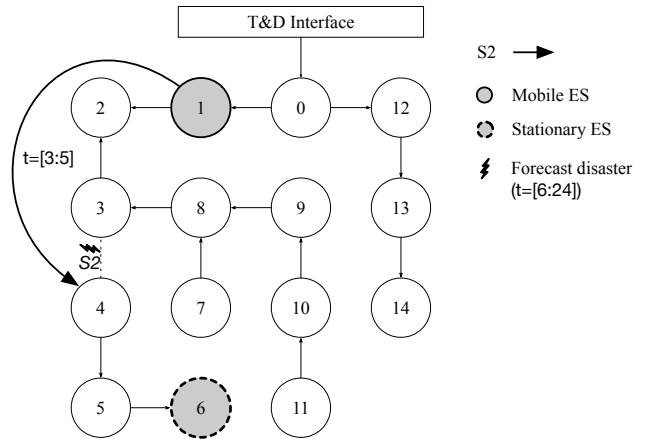 T&D Interface
S2
2
1
0
12
Mobile ES
Stationary ES
t=[3:5]
Forecast disaster
(t=[6:24])
3
8
9
13
S2
4
7
10
14
5
6
11